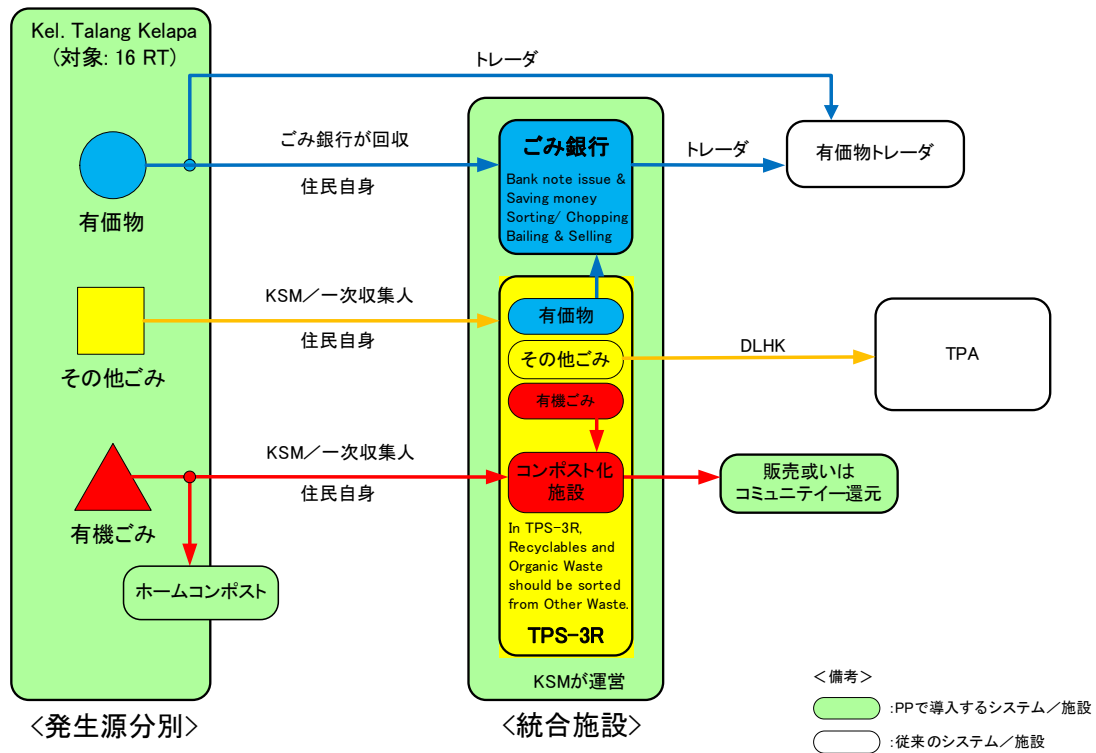 Kel. Talang Kelapa
(対象: 16 RT)
トレーダ
有価物
ごみ銀行が回収
住民自身
ごみ銀行
Bank note issue &
Saving money
Sorting/ Chopping
Bailing & Selling
トレーダ
有価物トレーダ
その他ごみ
KSM／一次収集人
住民自身
有価物
その他ごみ
有機ごみ
DLHK
TPA
有機ごみ
KSM／一次収集人
住民自身
コンポスト化
施設
販売或いは
コミュニテイー還元
ホームコンポスト
In TPS-3R,
Recyclables and
Organic Waste
should be sorted
from Other Waste.
TPS-3R
KSMが運営
<発生源分別>
<統合施設>
＜備考＞
:PPで導入するシステム／施設
:従来のシステム／施設